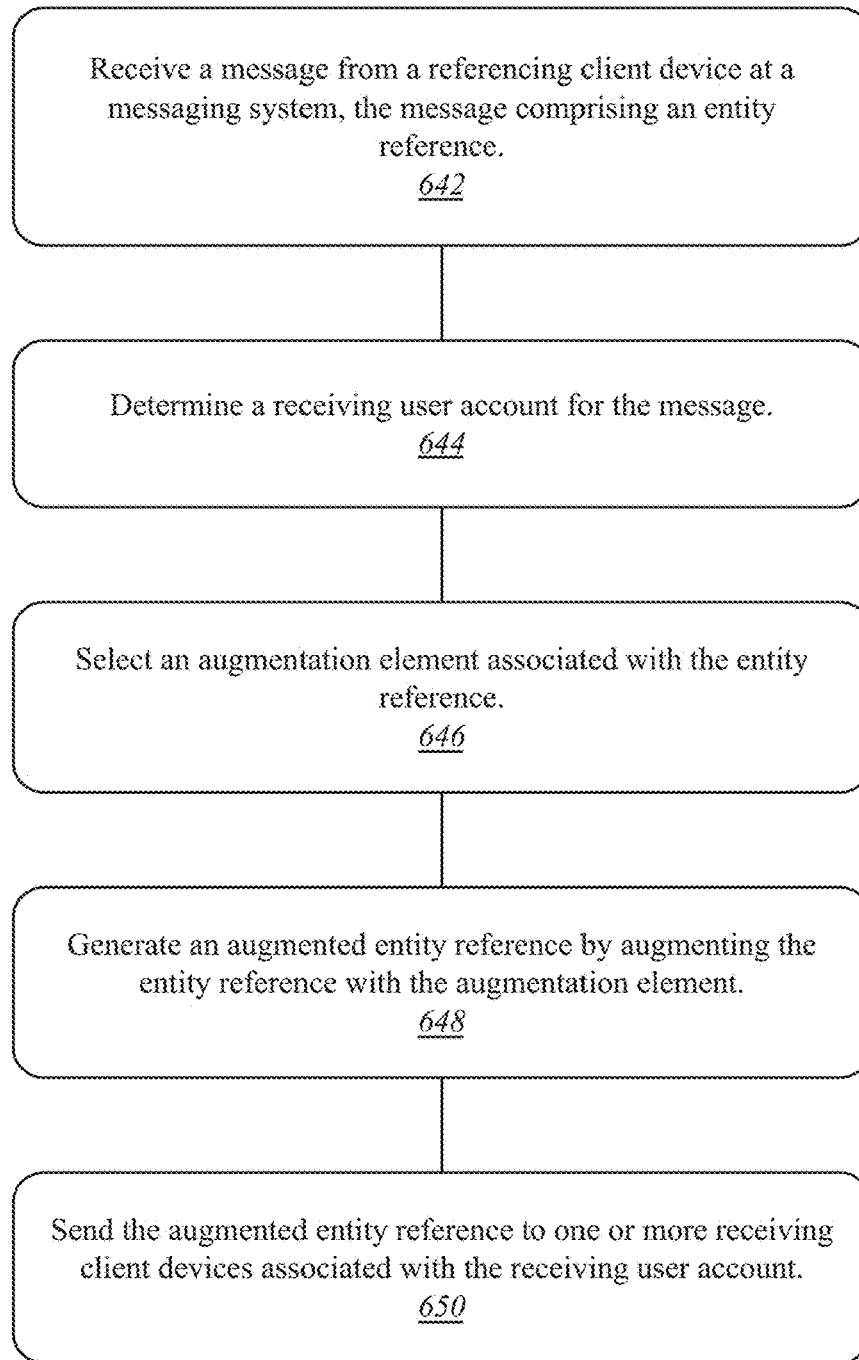 Receive a message from a referencing client device at a
messaging system, the message comprising an entity
reference.
642
Determine a receiving user account for the message.
644
Select an augmentation element associated with the entity
reference.
646
Generate an augmented entity reference by augmenting the
entity reference with the augmentation element.
648
Send the augmented entity reference to one or more receiving
client devices associated with the receiving user account.
650